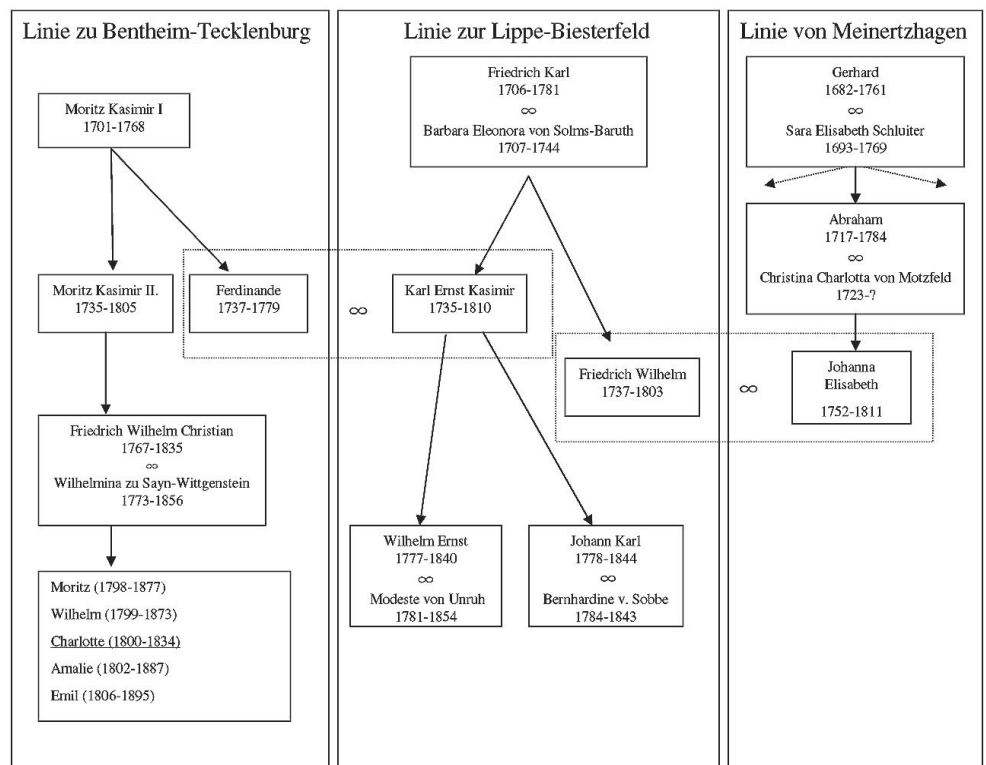 Linie zu Bentheim-Tecklenburg
Moritz Kasimir I
1701-1768
Moritz Kasimir II.
1735-1805
Ferdinande
1737-1779
Friedrich Wilhelm Christian
1767-1835
∞
Wilhelmina zu Sayn-Wittgenstein
1773-1856
Moritz (1798-1877)
Wilhelm (1799-1873)
Charlotte (1800-1834)
Amalie (1802-1887)
Emil (1806-1895)
∞
Linie zur Lippe-Biesterfeld
Friedrich Karl
1706-1781
∞
Barbara Eleonora von Solms-Baruth
1707-1744
Karl Ernst Kasimir
1735-1810
Friedrich Wilhelm
1737-1803
Wilhelm Ernst
1777-1840
∞
Modeste von Unruh
1781-1854
Johann Karl
1778-1844
∞
Bernhardine v. Sobbe
1784-1843
Linie von Meinertzhagen
Gerhard
1682-1761
∞
Sara Elisabeth Schluiter
1693-1769
Abraham
1717-1784
∞
Christina Charlotta von Motzfeld
1723-?
∞
Johanna
Elisabeth
1752-1811